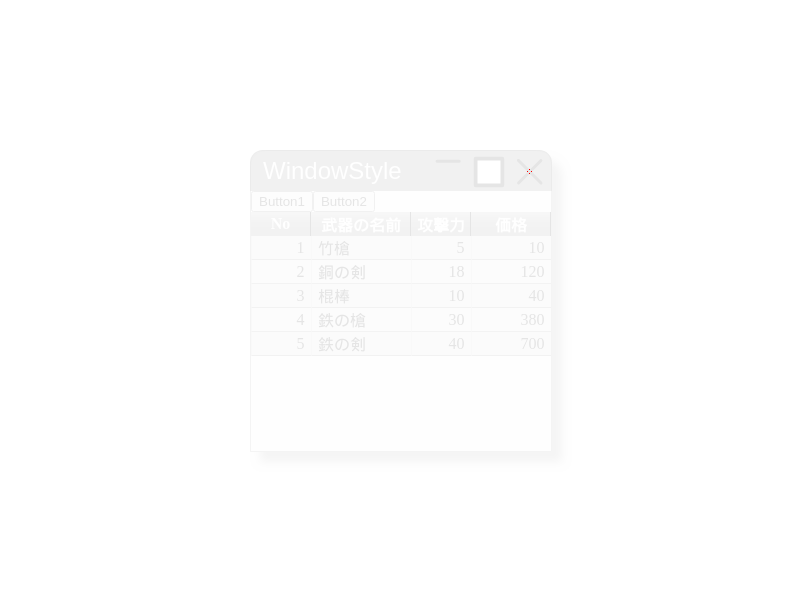 WindowStyle
Button1 Button2
No 武器の名前 攻撃力 価格
1 竹槍 5 10
2 銅の剣 18 120
3 棍棒 10 40
4 鉄の槍 30 380
5 鉄の剣 40 700